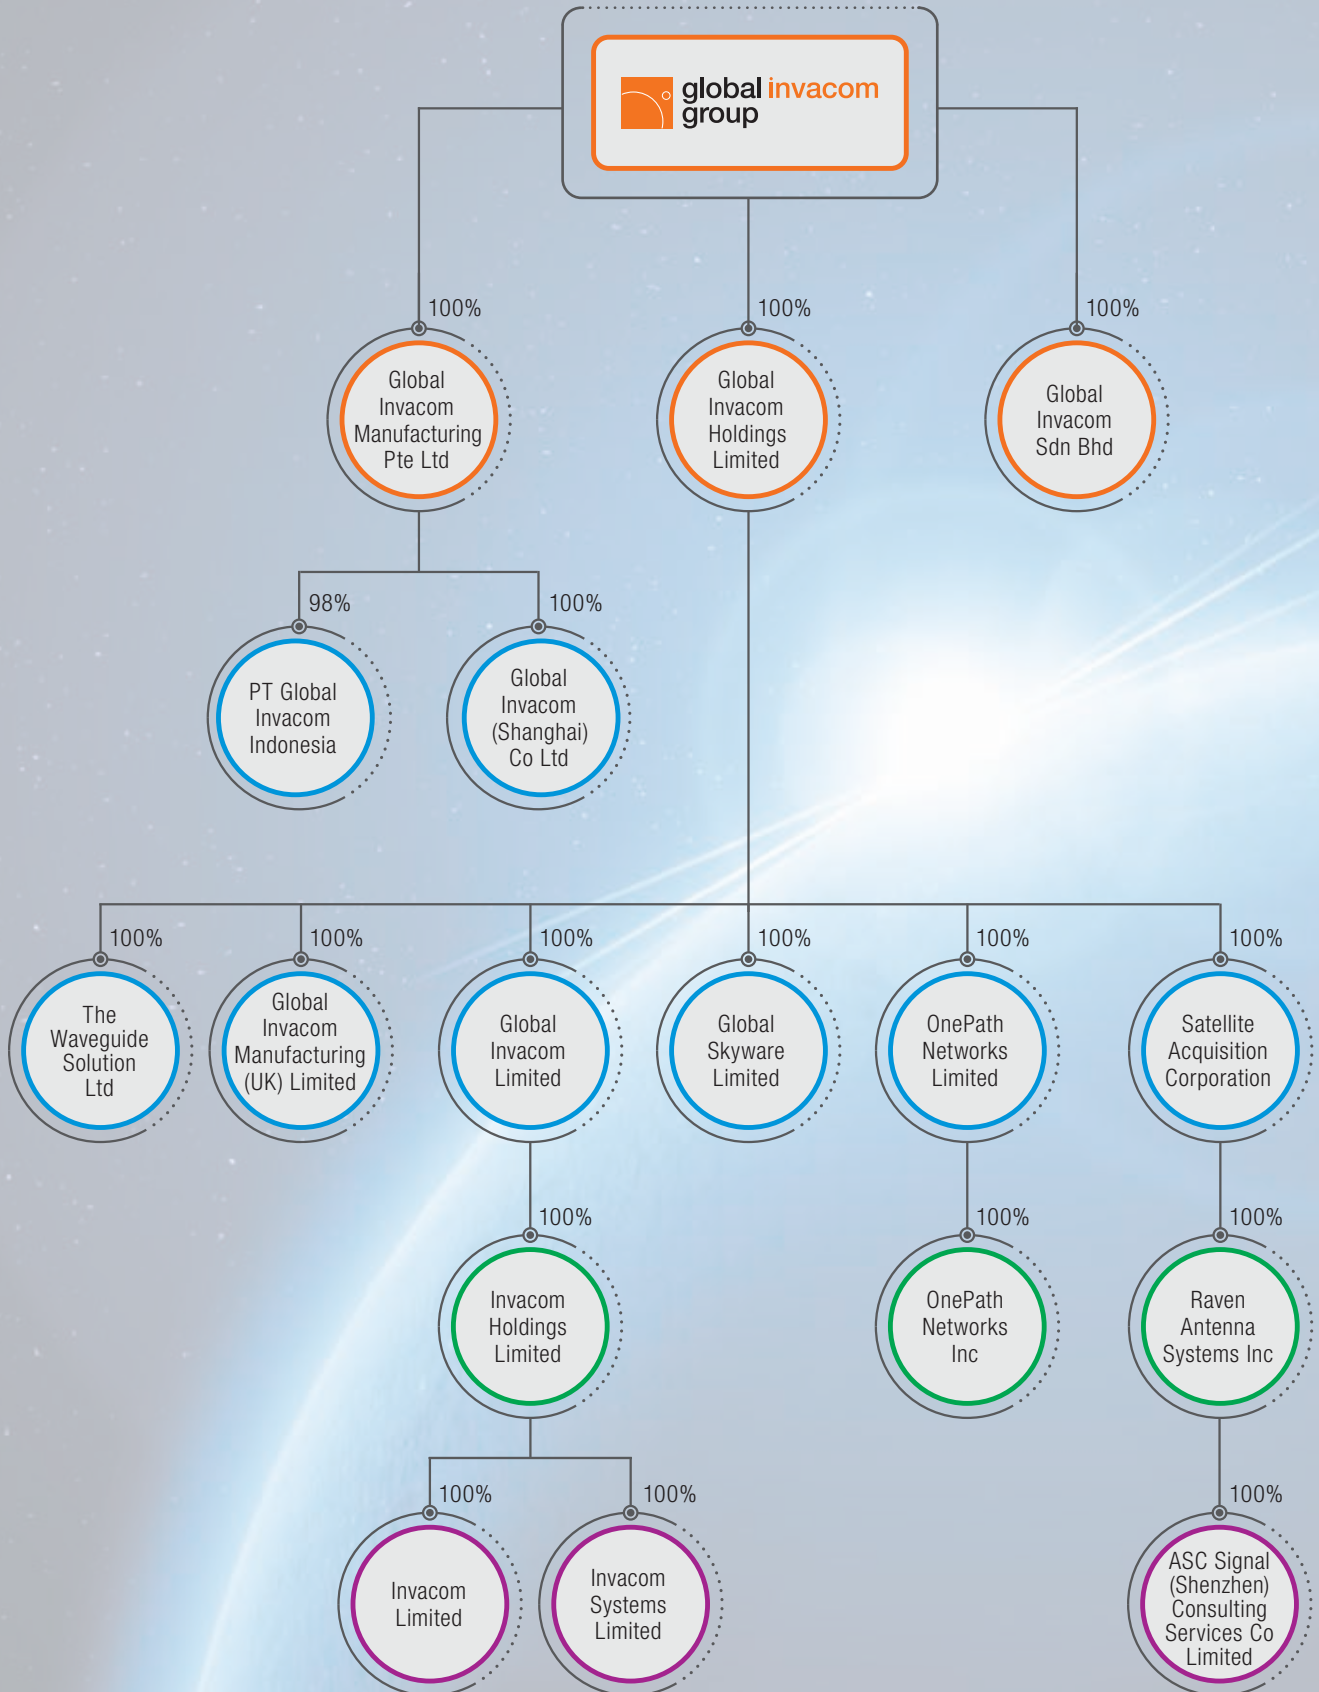 global invacom
group
100%
100%
100%
Global
Invacom
Manufacturing
Pte Ltd
Global
Invacom
Holdings
Limited
Global
Invacom
Sdn Bhd
98%
100%
PT Global
Invacom
Indonesia
Global
Invacom
(Shanghai)
Co Ltd
100%
100%
100%
100%
100%
100%
The
Waveguide
Solution
Ltd
Global
Invacom
Manufacturing
(UK) Limited
Global
Invacom
Limited
Global
Skyware
Limited
OnePath
Networks
Limited
Satellite
Acquisition
Corporation
100%
100%
100%
Invacom
Holdings
Limited
OnePath
Networks
Inc
Raven
Antenna
Systems Inc
100%
100%
100%
Invacom
Limited
Invacom
Systems
Limited
ASC Signal
(Shenzhen)
Consulting
Services Co
Limited